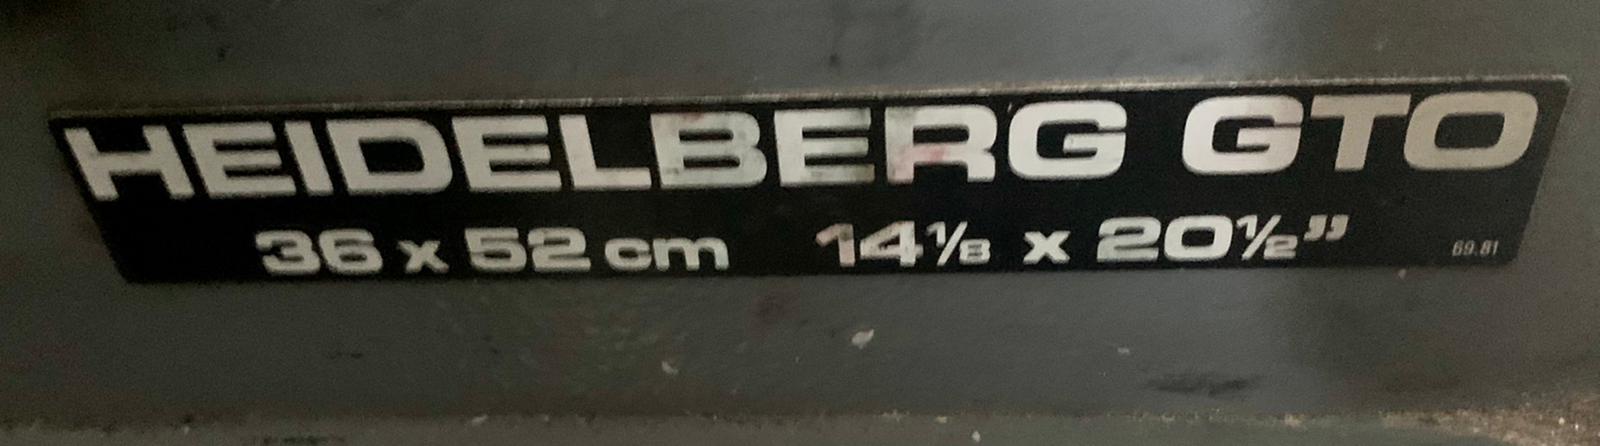 HEIDELBERG GTO
36 x 52 cm 14⅛ x 20½” 69.81